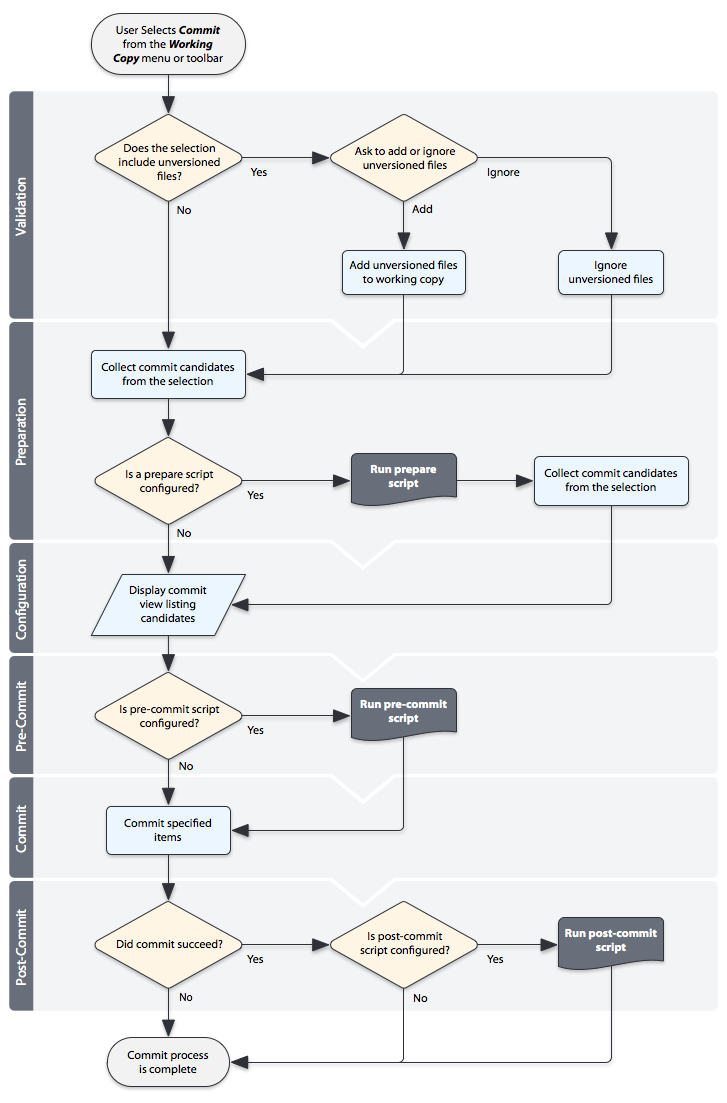 User Selects Commit
from the Working
Copy menu or toolbar
Validation
Does the selection
include unversioned
files?
Yes
No
Ask to add or ignore
unversioned files
Ignore
Add
Add unversioned files
to working copy
Ignore
unversioned files
Preparation
Collect commit candidates
from the selection
Is a prepare script
configured?
Yes
No
Run prepare
script
Collect commit candidates
from the selection
Configuration
Display commit
view listing
candidates
Pre-Commit
Is pre-commit script
configured?
Yes
No
Run pre-commit
script
Commit
Commit specified
items
Post-Commit
Did commit succeed?
Yes
No
Is post-commit
script configured?
Yes
No
Run post-commit
script
Commit process
is complete